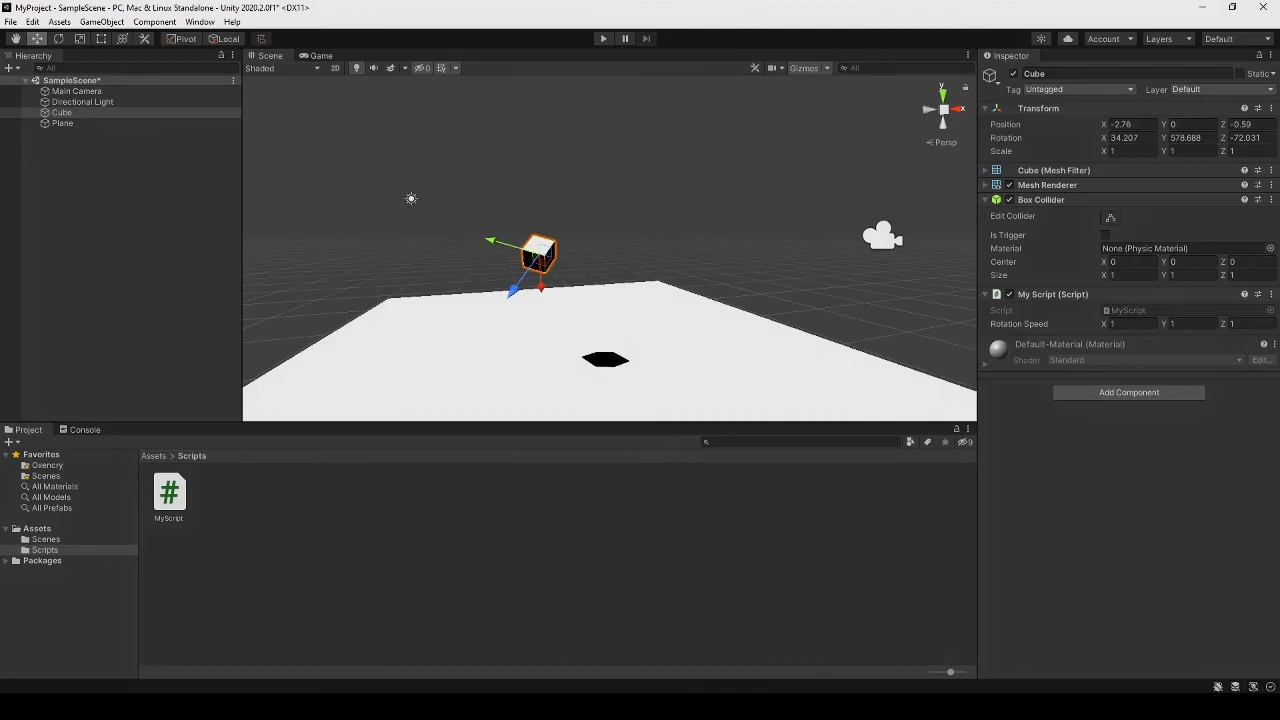 MyProject - SampleScene - PC, Mac & Linux Standalone - Unity 2020.2.0f1* <DX11>
File Edit Assets GameObject Component Window Help
Pivot Local Account Layers Default
Hierarchy
All
SampleScene*
Main Camera
Directional Light
Cube
Plane
Scene Game
Shaded 2D 0 Gizmos All
y
x
Persp
Inspector
Cube Static
Tag Untagged Layer Default
Transform
Position X -2.76 Y 0 Z -0.59
Rotation X 34.207 Y 578.688 Z -72.031
Scale X 1 Y 1 Z 1
Cube (Mesh Filter)
Mesh Renderer
Box Collider
Edit Collider
Is Trigger
Material None (Physic Material)
Center X 0 Y 0 Z 0
Size X 1 Y 1 Z 1
My Script (Script)
Script MyScript
Rotation Speed X 1 Y 1 Z 1
Default-Material (Material)
Shader Standard Edit...
Add Component
Project Console
9
Favorites
Oxencry
Scenes
All Materials
All Models
All Prefabs
Assets
Scenes
Scripts
Packages
Assets > Scripts
#
MyScript